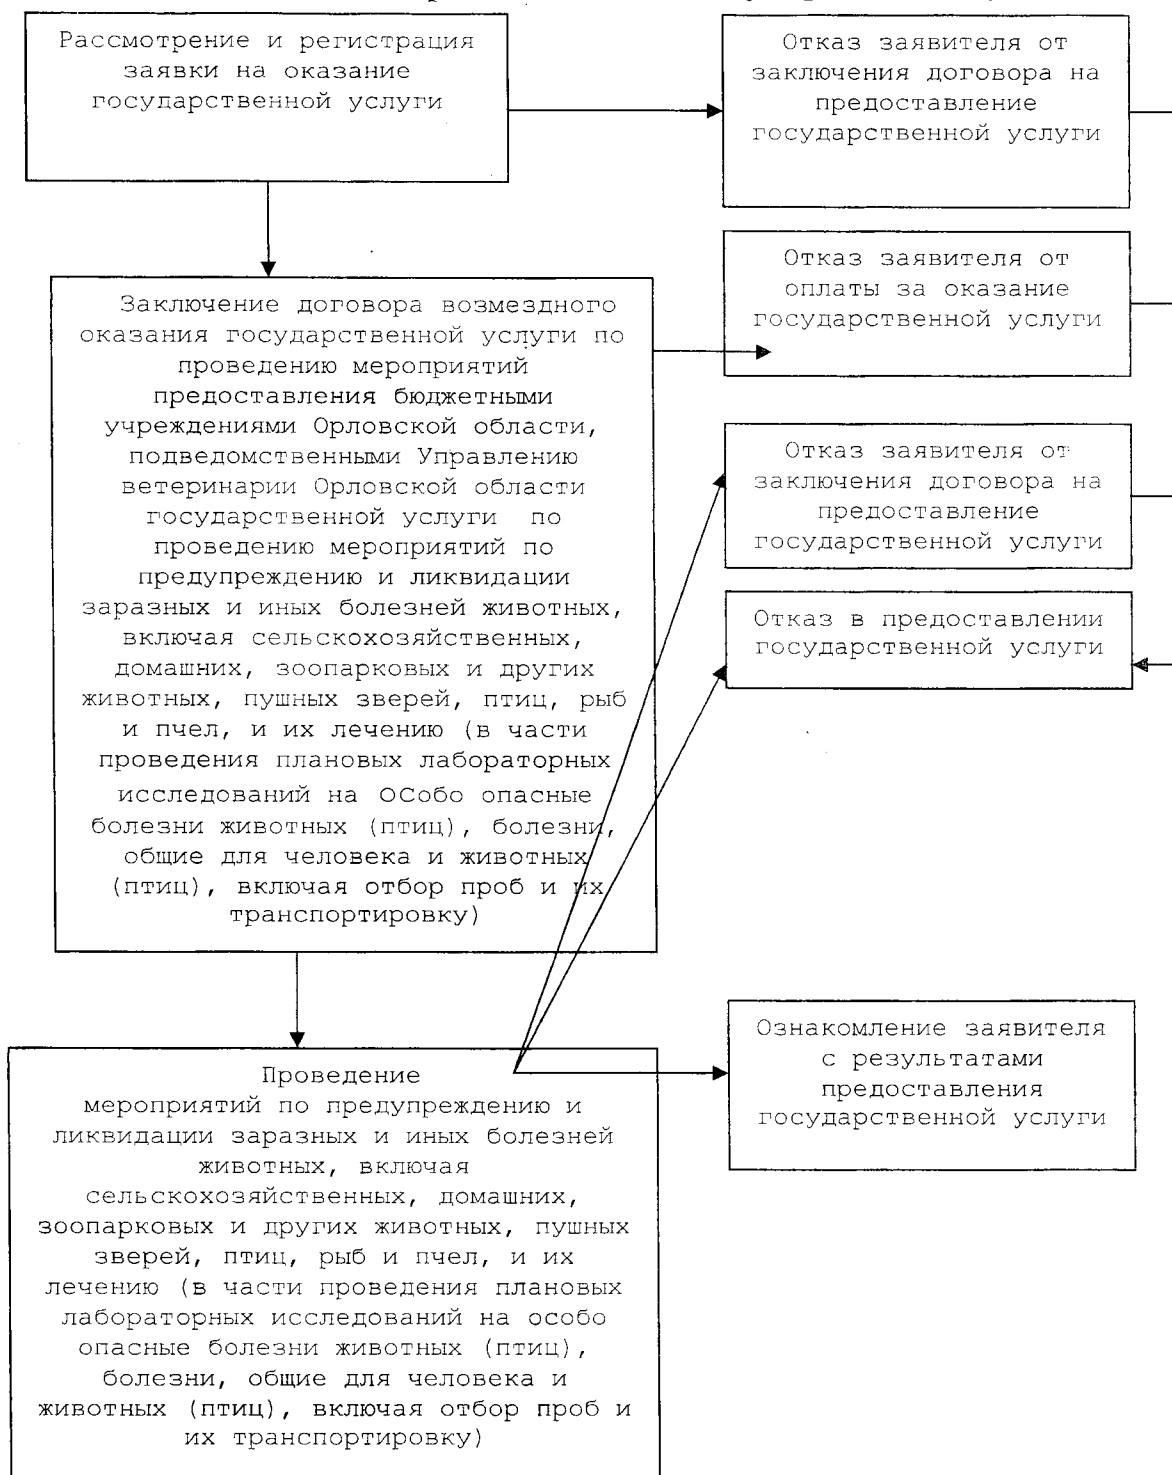 Рассмотрение и регистрация
заявки на оказание
государственной услуги
Отказ заявителя от
заключения договора на
предоставление
государственной услуги
Отказ заявителя от
оплаты за оказание
государственной услуги
Заключение договора возмездного
оказания государственной услуги по
проведению мероприятий
предоставления бюджетными
учреждениями Орловской области,
подведомственными Управлению
ветеринарии Орловской области
государственной услуги по
проведению мероприятий по
предупреждению и ликвидации
заразных и иных болезней животных,
включая сельскохозяйственных,
домашних, зоопарковых и других
животных, пушных зверей, птиц, рыб
и пчел, и их лечению (в части
проведения плановых лабораторных
исследований на ОСобо опасные
болезни животных (птиц), болезни,
общие для человека и животных
(птиц), включая отбор проб и их
транспортировку)
Отказ заявителя от
заключения договора на
предоставление
государственной услуги
Отказ в предоставлении
государственной услуги
Ознакомление заявителя
с результатами
предоставления
государственной услуги
Проведение
мероприятий по предупреждению и
ликвидации заразных и иных болезней
животных, включая
сельскохозяйственных, домашних,
зоопарковых и других животных, пушных
зверей, птиц, рыб и пчел, и их
лечению (в части проведения плановых
лабораторных исследований на особо
опасные болезни животных (птиц),
болезни, общие для человека и
животных (птиц), включая отбор проб и
их транспортировку)